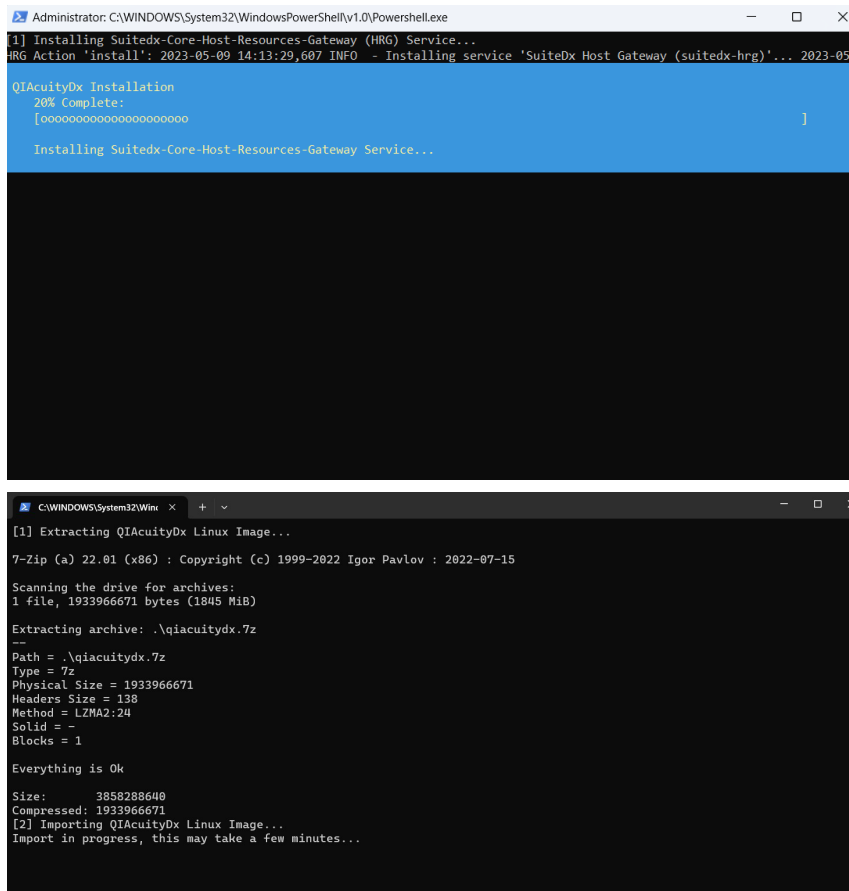 Administrator: C:\WINDOWS\System32\WindowsPowerShell\v1.0\Powershell.exe
[1] Installing Suitedx-Core-Host-Resources-Gateway (HRG) Service...
HRG Action 'install': 2023-05-09 14:13:29,607 INFO  - Installing service 'SuiteDx Host Gateway (suitedx-hrg)'... 2023-05
QIAcuityDx Installation
20% Complete:
[ooooooooooooooooooooo                                                                                        ]
Installing Suitedx-Core-Host-Resources-Gateway Service...
C:\WINDOWS\System32\Wind
[1] Extracting QIAcuityDx Linux Image...
7-Zip (a) 22.01 (x86) : Copyright (c) 1999-2022 Igor Pavlov : 2022-07-15
Scanning the drive for archives:
1 file, 1933966671 bytes (1845 MiB)
Extracting archive: .\qiacuitydx.7z
--
Path = .\qiacuitydx.7z
Type = 7z
Physical Size = 1933966671
Headers Size = 138
Method = LZMA2:24
Solid = -
Blocks = 1
Everything is Ok
Size:       3858288640
Compressed: 1933966671
[2] Importing QIAcuityDx Linux Image...
Import in progress, this may take a few minutes...